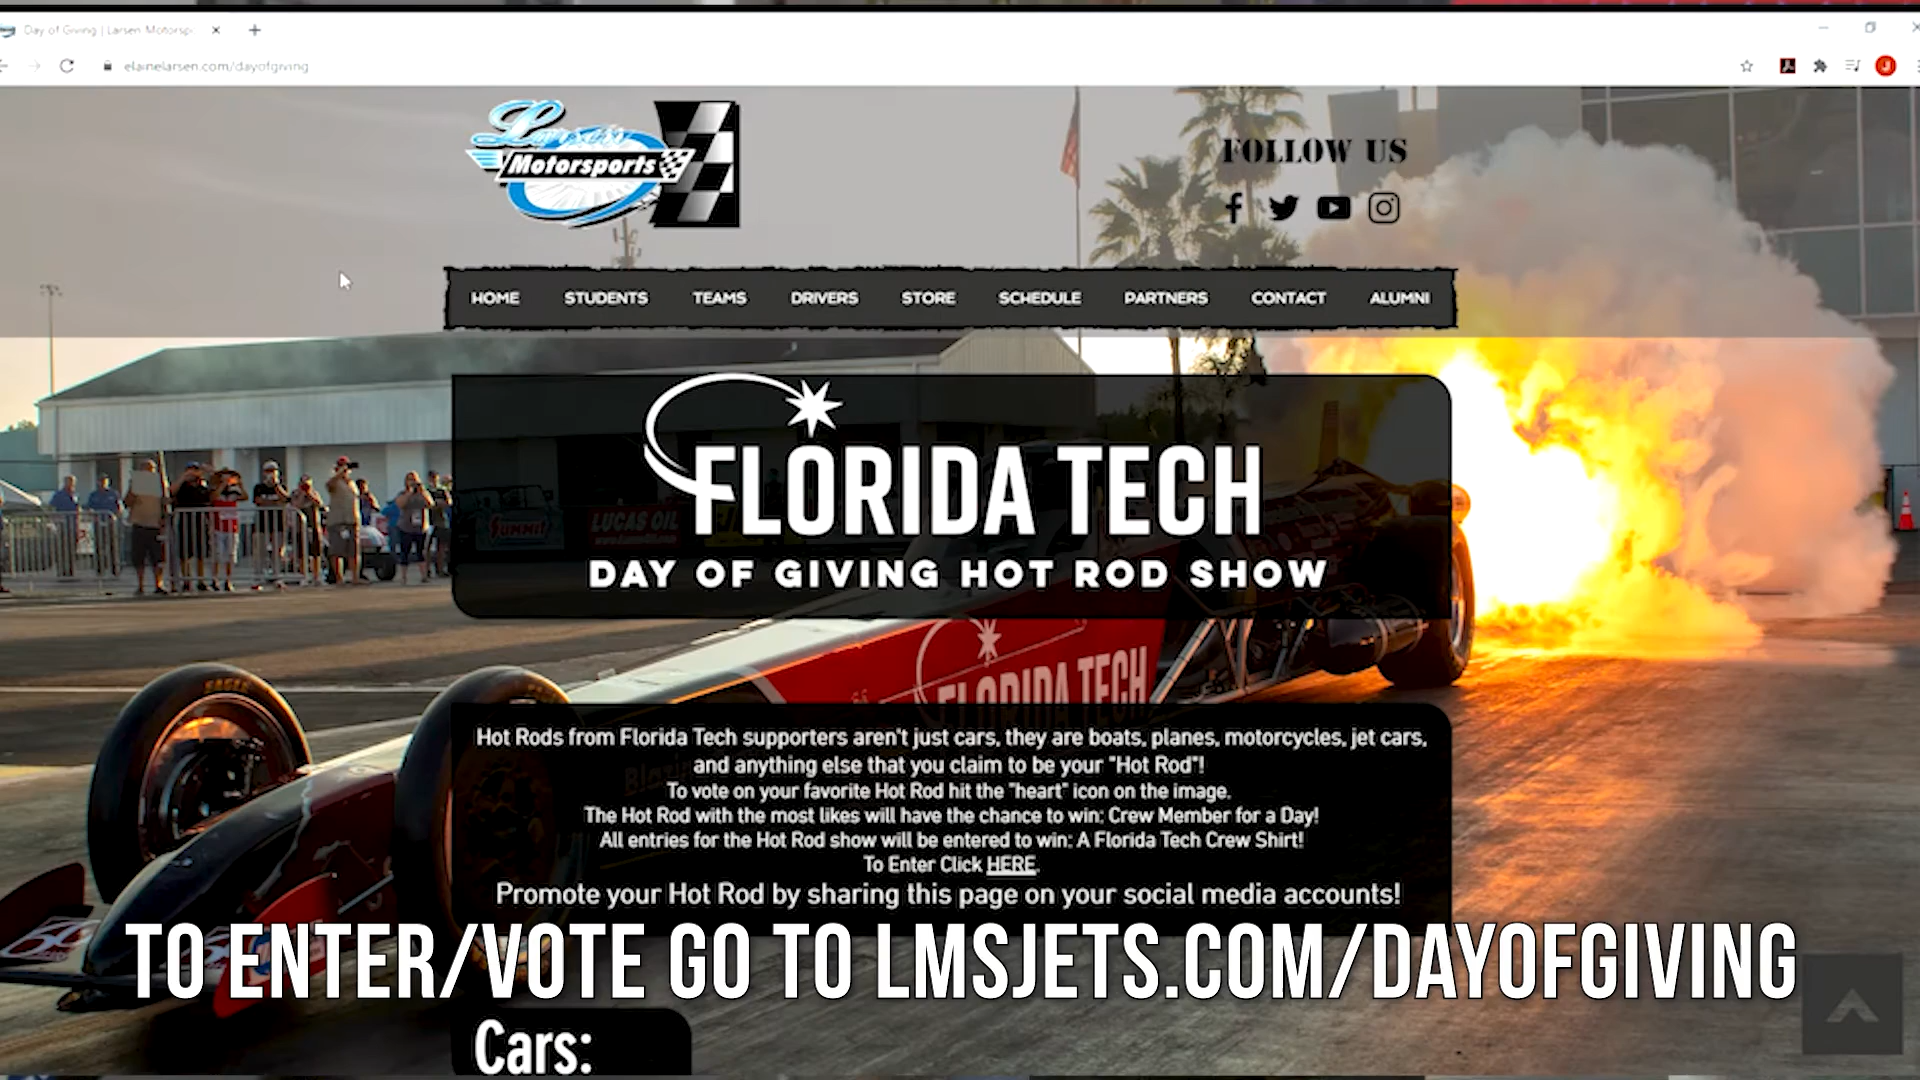 Day of Giving | Larsen Motorsp
elainelarsen.com/dayofgiving
Larsen
Motorsports
FOLLOW US
HOME STUDENTS TEAMS DRIVERS STORE SCHEDULE PARTNERS CONTACT ALUMNI
FLORIDA TECH
SUMMIT
LUCAS OIL
DAY OF GIVING HOT ROD SHOW
FLORIDA TECH
EAGLE
Hot Rods from Florida Tech supporters aren't just cars, they are boats, planes, motorcycles, jet cars,
and anything else that you claim to be your "Hot Rod"!
To vote on your favorite Hot Rod hit the "heart" icon on the image.
The Hot Rod with the most likes will have the chance to win: Crew Member for a Day!
All entries for the Hot Rod show will be entered to win: A Florida Tech Crew Shirt!
To Enter Click HERE.
Promote your Hot Rod by sharing this page on your social media accounts!
TO ENTER/VOTE GO TO LMSJETS.COM/DAYOFGIVING
Cars: